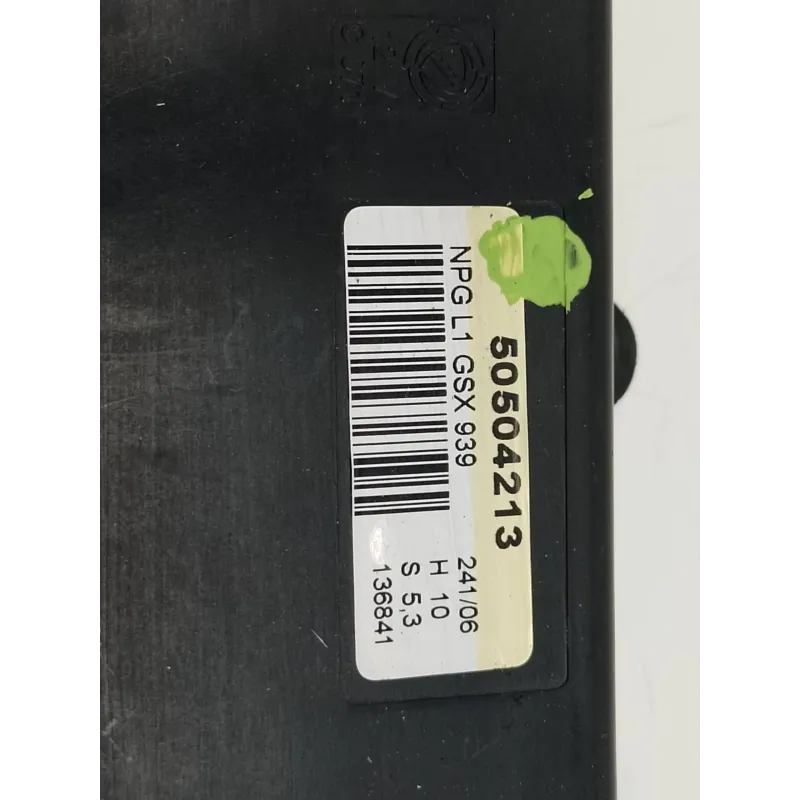 50504213
NPG L1 GSX 939
241/06
H 10
S 5,3
136841